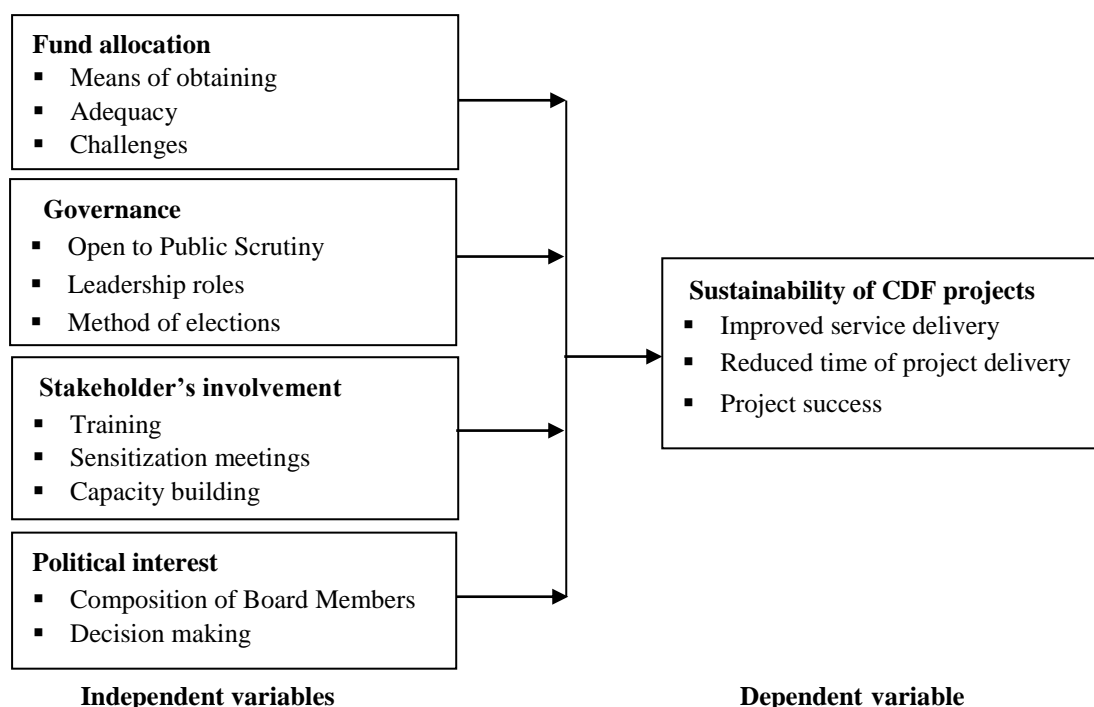 Fund allocation
▪ Means of obtaining
▪ Adequacy
▪ Challenges
Governance
▪ Open to Public Scrutiny
▪ Leadership roles
▪ Method of elections
Stakeholder’s involvement
▪ Training
▪ Sensitization meetings
▪ Capacity building
Political interest
▪ Composition of Board Members
▪ Decision making
Independent variables
Sustainability of CDF projects
▪ Improved service delivery
▪ Reduced time of project delivery
▪ Project success
Dependent variable